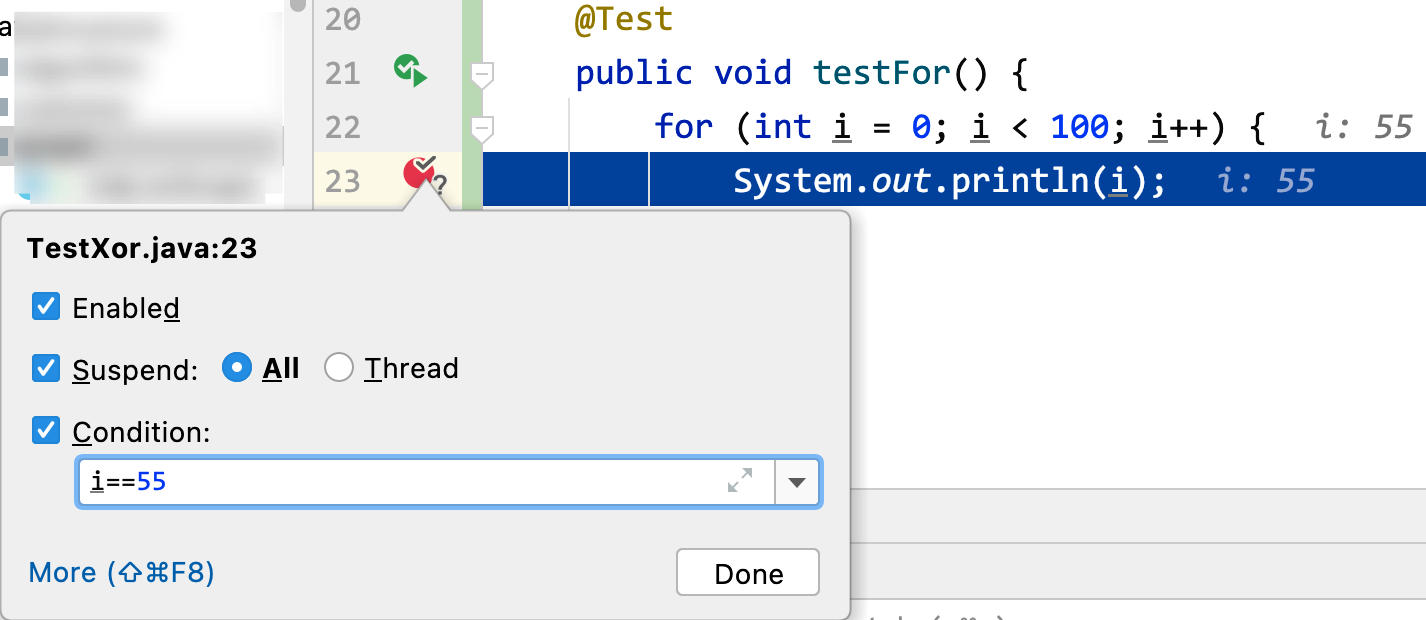 20 @Test
21 public void testFor() {
22 for (int i = 0; i < 100; i++) { i: 55
23 System.out.println(i); i: 55
TestXor.java:23
Enabled
Suspend: All Thread
Condition:
i==55
More (⇧⌘F8)
Done